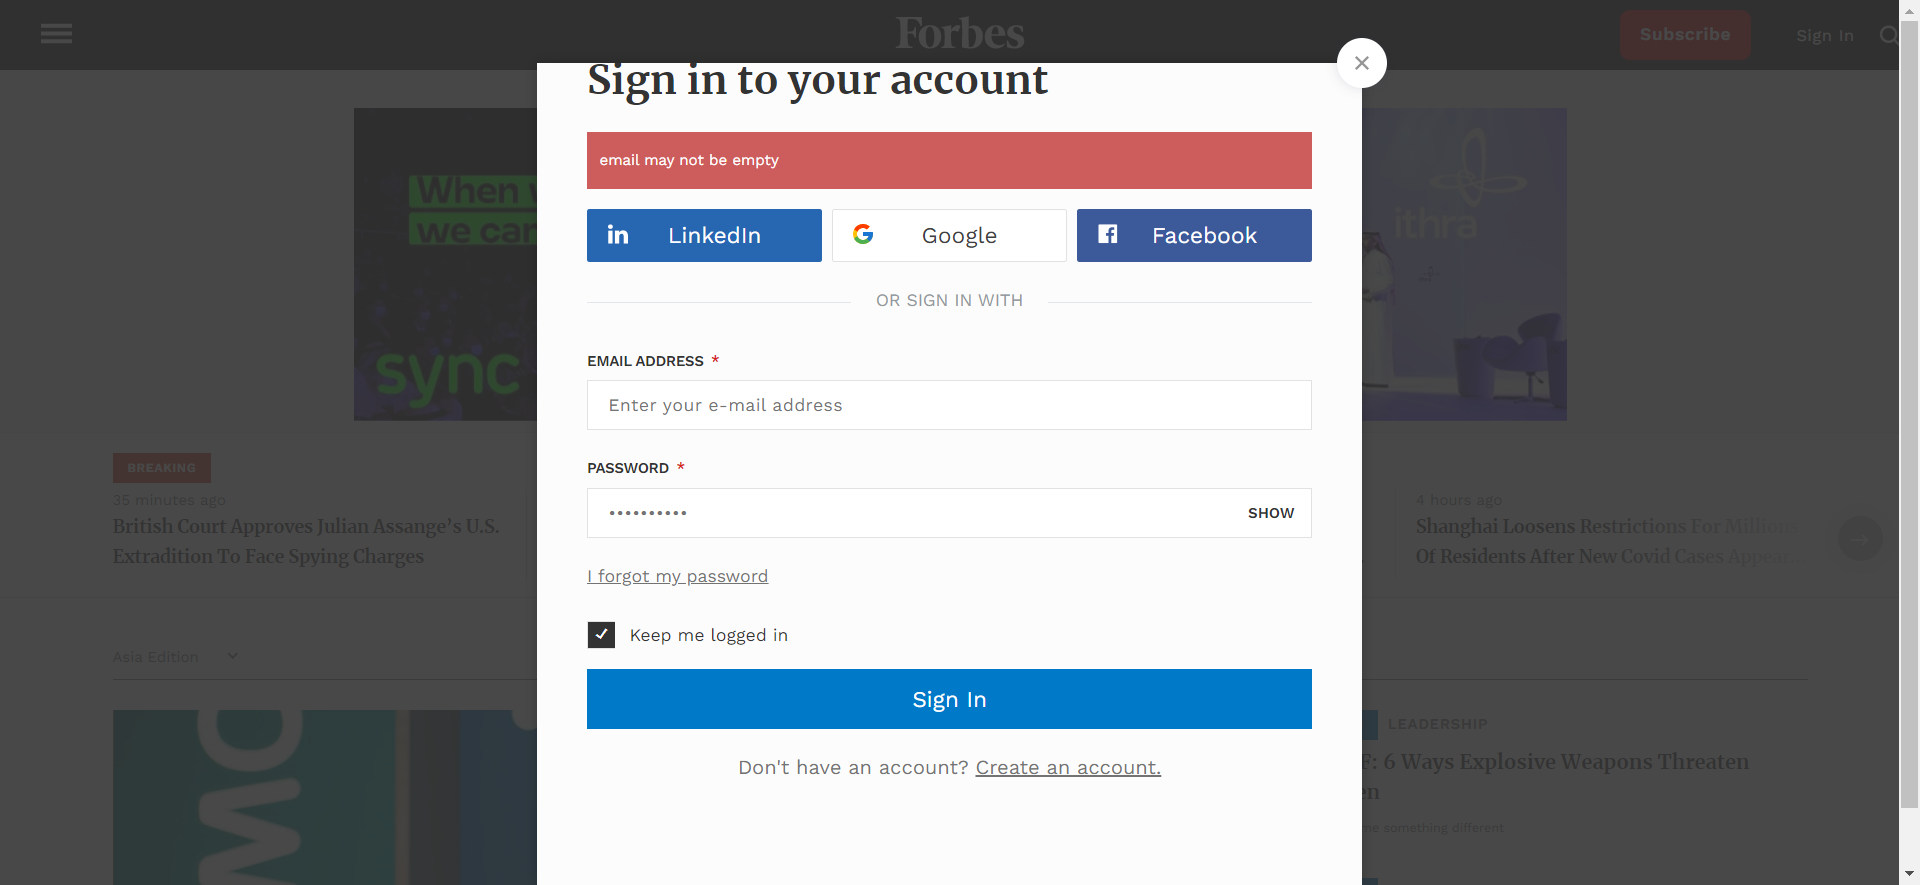 Forbes
Subscribe
Sign In
Sign in to your account
email may not be empty
LinkedIn
Google
Facebook
OR SIGN IN WITH
EMAIL ADDRESS *
Enter your e-mail address
PASSWORD *
SHOW
I forgot my password
Keep me logged in
Sign In
Don't have an account? Create an account.
When
we can
sync
ithra
BREAKING
35 minutes ago
British Court Approves Julian Assange's U.S.
Extradition To Face Spying Charges
4 hours ago
Shanghai Loosens Restrictions For Millions
Of Residents After New Covid Cases Appear
Asia Edition
LEADERSHIP
F: 6 Ways Explosive Weapons Threaten
en
me something different